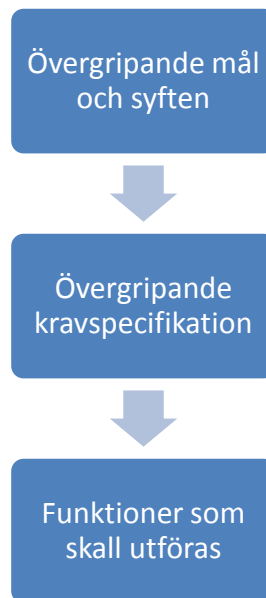 Övergripande mål
och syften
Övergripande
kravspecifikation
Funktioner som
skall utföras